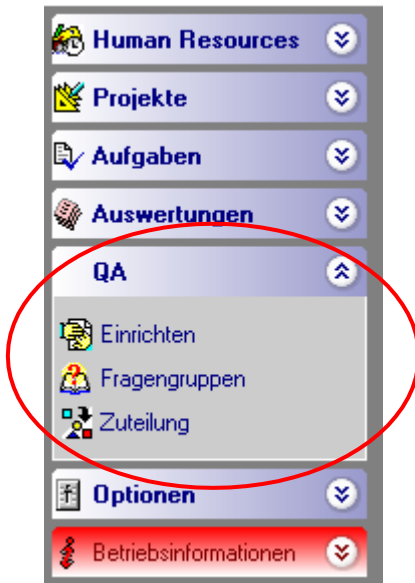 Human Resources
Projekte
Aufgaben
Auswertungen
QA
Einrichten
Fragengruppen
Zuteilung
Optionen
Betriebsinformationen